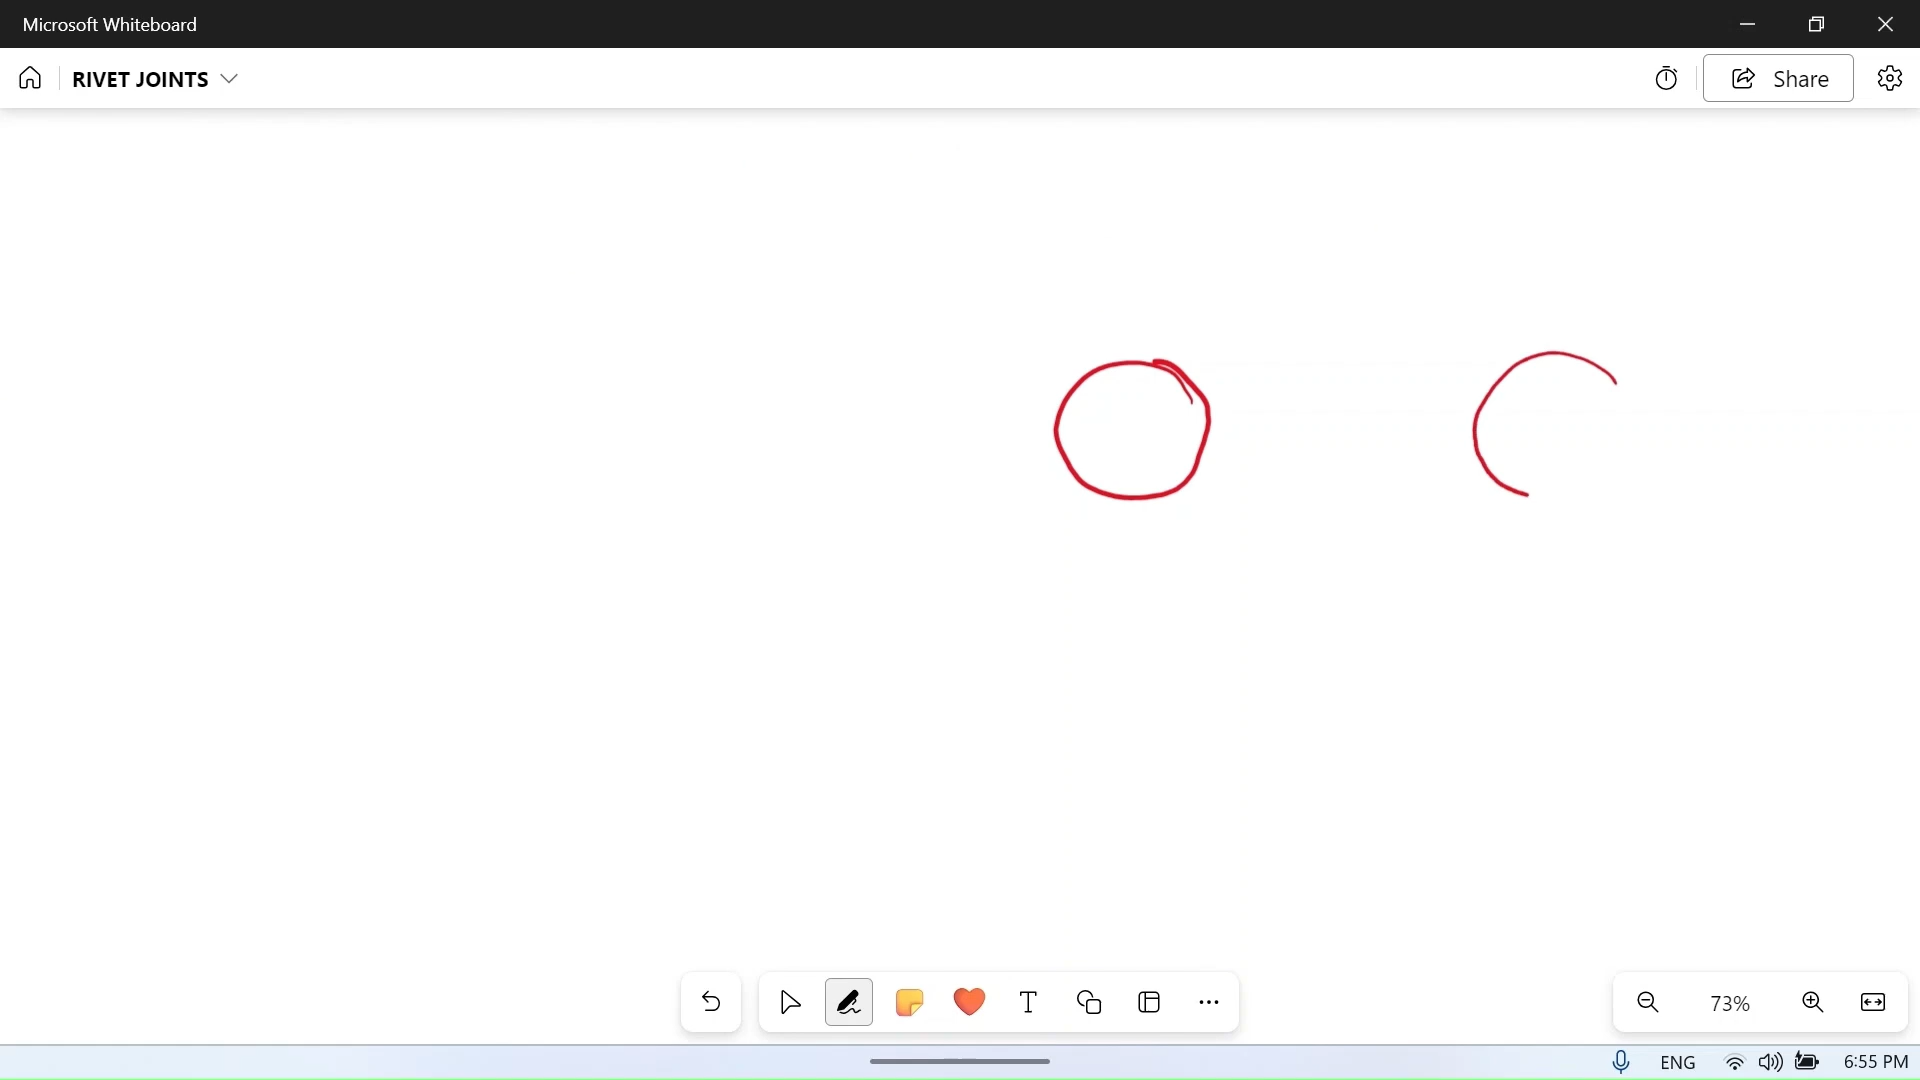 Microsoft Whiteboard
RIVET JOINTS
Share
73%
ENG
6:55 PM